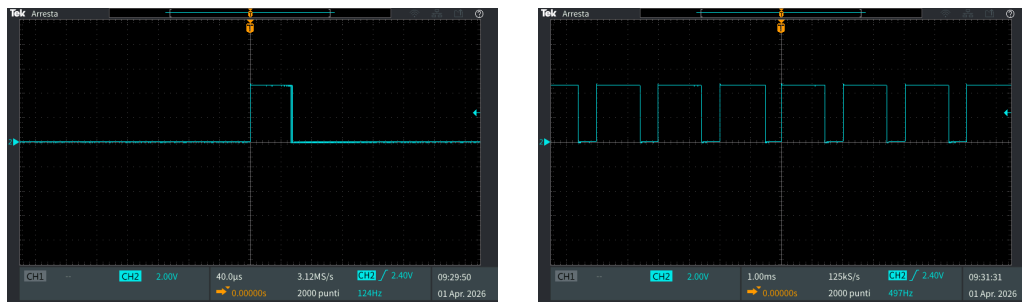 Tek Arresta
T
2
CH1 -- CH2 2.00V 40.0µs 3.12MS/s CH2 / 2.40V 09:29:50
0.00000s 2000 punti 124Hz 01 Apr. 2026
Tek Arresta
T
2
CH1 -- CH2 2.00V 1.00ms 125kS/s CH2 / 2.40V 09:31:31
0.00000s 2000 punti 497Hz 01 Apr. 2026